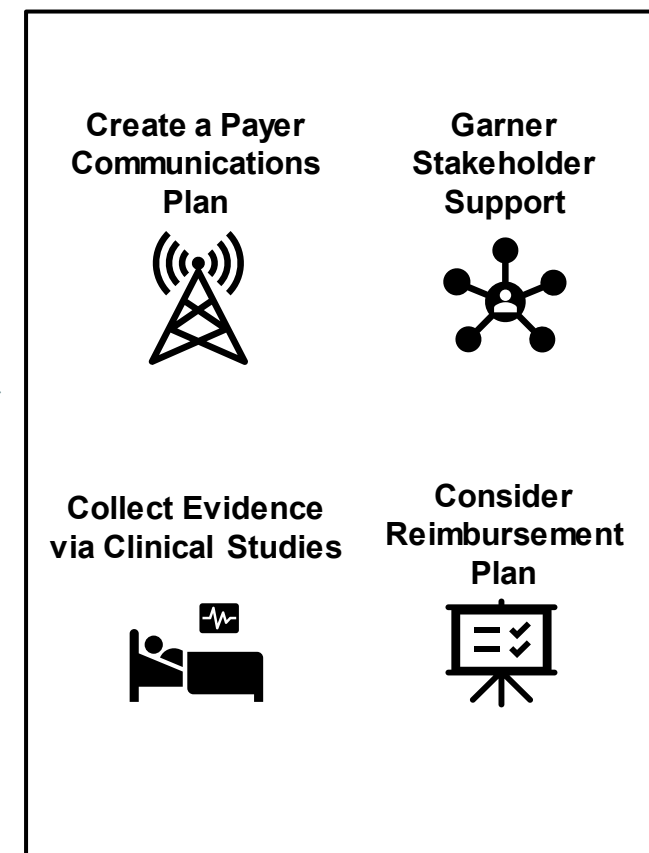 Create a Payer
Communications
Plan
Garner
Stakeholder
Support
Collect Evidence
via Clinical Studies
Consider
Reimbursement
Plan